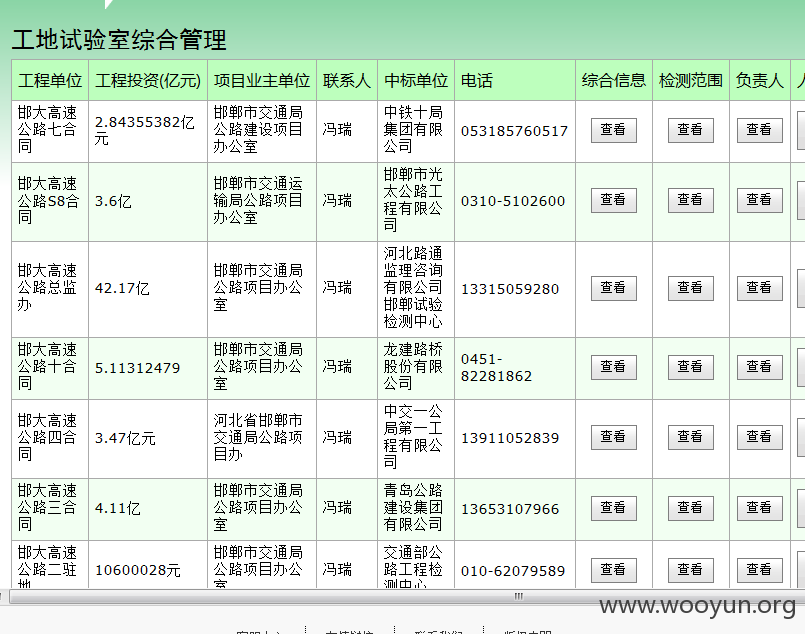 工地试验室综合管理
工程单位 工程投资(亿元) 项目业主单位 联系人 中标单位 电话 综合信息 检测范围 负责人
邯大高速公路七合同 2.84355382亿元 邯郸市交通局公路建设项目办公室 冯瑞 中铁十局集团有限公司 053185760517 查看 查看 查看
邯大高速公路S8合同 3.6亿 邯郸市交通运输局公路项目办公室 冯瑞 邯郸市光太公路工程有限公司 0310-5102600 查看 查看 查看
邯大高速公路总监办 42.17亿 邯郸市交通局公路项目办公室 冯瑞 河北路通监理咨询有限公司邯郸试验检测中心 13315059280 查看 查看 查看
邯大高速公路十合同 5.11312479 邯郸市交通局公路项目办公室 冯瑞 龙建路桥股份有限公司 0451-82281862 查看 查看 查看
邯大高速公路四合同 3.47亿元 河北省邯郸市交通局公路项目办 冯瑞 中交一公局第一工程有限公司 13911052839 查看 查看 查看
邯大高速公路三合同 4.11亿 邯郸市交通局公路项目办公室 冯瑞 青岛公路建设集团有限公司 13653107966 查看 查看 查看
邯大高速公路二驻地 10600028元 邯郸市交通局公路项目办公室 冯瑞 交通部公路工程检测中心 010-62079589 查看 查看 查看
www.wooyun.org